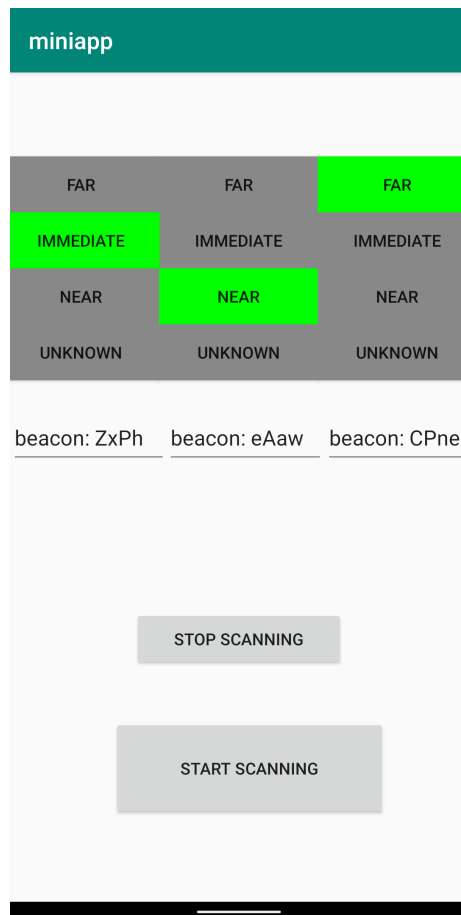 miniapp
FAR FAR FAR
IMMEDIATE IMMEDIATE IMMEDIATE
NEAR NEAR NEAR
UNKNOWN UNKNOWN UNKNOWN
beacon: ZxPh beacon: eAaw beacon: CPne
STOP SCANNING
START SCANNING